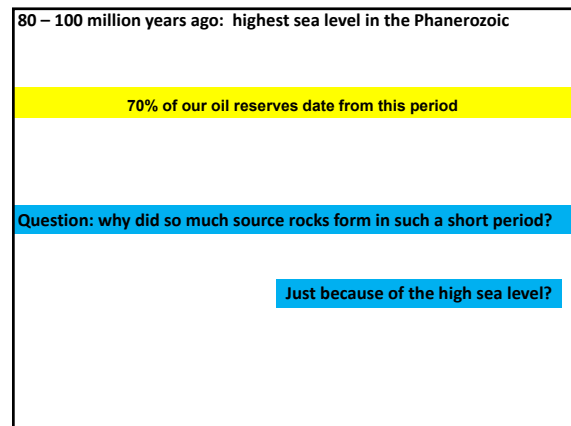 80 – 100 million years ago: highest sea level in the Phanerozoic
70% of our oil reserves date from this period
Question: why did so much source rocks form in such a short period?
Just because of the high sea level?